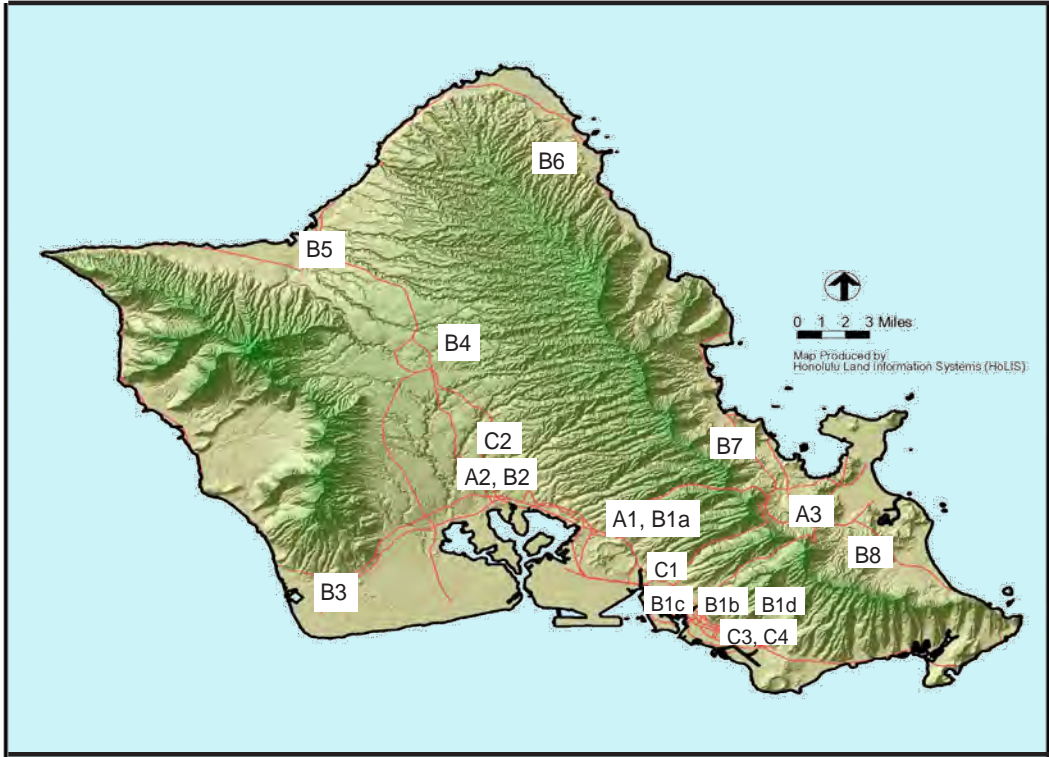 B6
B5
0 1 2 3 Miles
B4
Map Produced by
Honolulu Land Information Systems (HoLIS)
C2
B7
A2, B2
A1, B1a
A3
B8
C1
B3
B1c
B1b
B1d
C3, C4